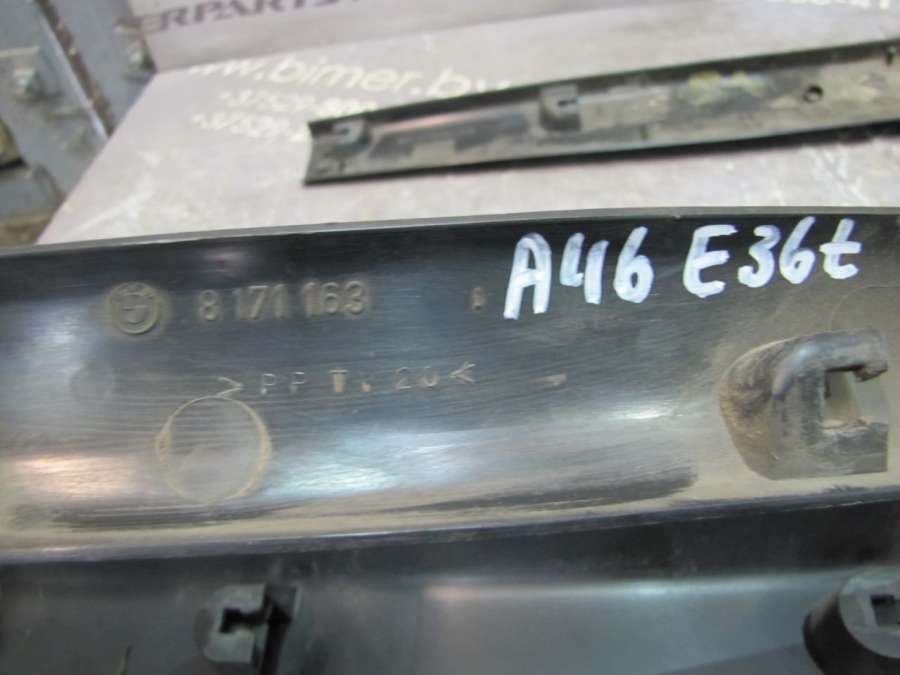 www.bimer.by
8 171 163
A46 E36t
>PP T.20<